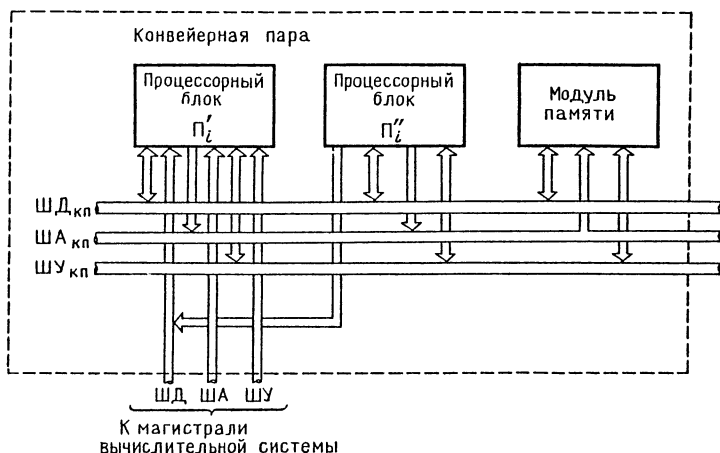 Конвейерная пара
Процессорный
блок
П'i
Процессорный
блок
П''i
Модуль
памяти
ШДкп
ШАкп
ШУкп
ШД ША ШУ
К магистрали
вычислительной системы